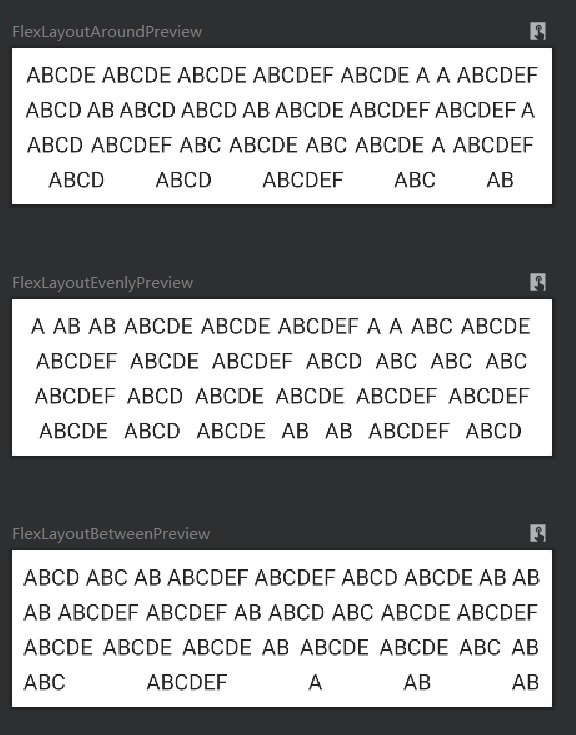 FlexLayoutAroundPreview
ABCDE ABCDE ABCDE ABCDEF ABCDE A A ABCDEF
ABCD AB ABCD ABCD AB ABCDE ABCDEF ABCDEF A
ABCD ABCDEF ABC ABCDE ABC ABCDE A ABCDEF
ABCD ABCD ABCDEF ABC AB
FlexLayoutEvenlyPreview
A AB AB ABCDE ABCDE ABCDEF A A ABC ABCDE
ABCDEF ABCDE ABCDEF ABCD ABC ABC ABC
ABCDEF ABCD ABCDE ABCDE ABCDEF ABCDEF
ABCDE ABCD ABCDE AB AB ABCDEF ABCD
FlexLayoutBetweenPreview
ABCD ABC AB ABCDEF ABCDEF ABCD ABCDE AB AB
AB ABCDEF ABCDEF AB ABCD ABC ABCDE ABCDEF
ABCDE ABCDE ABCDE AB ABCDE ABCDE ABC AB
ABC ABCDEF A AB AB